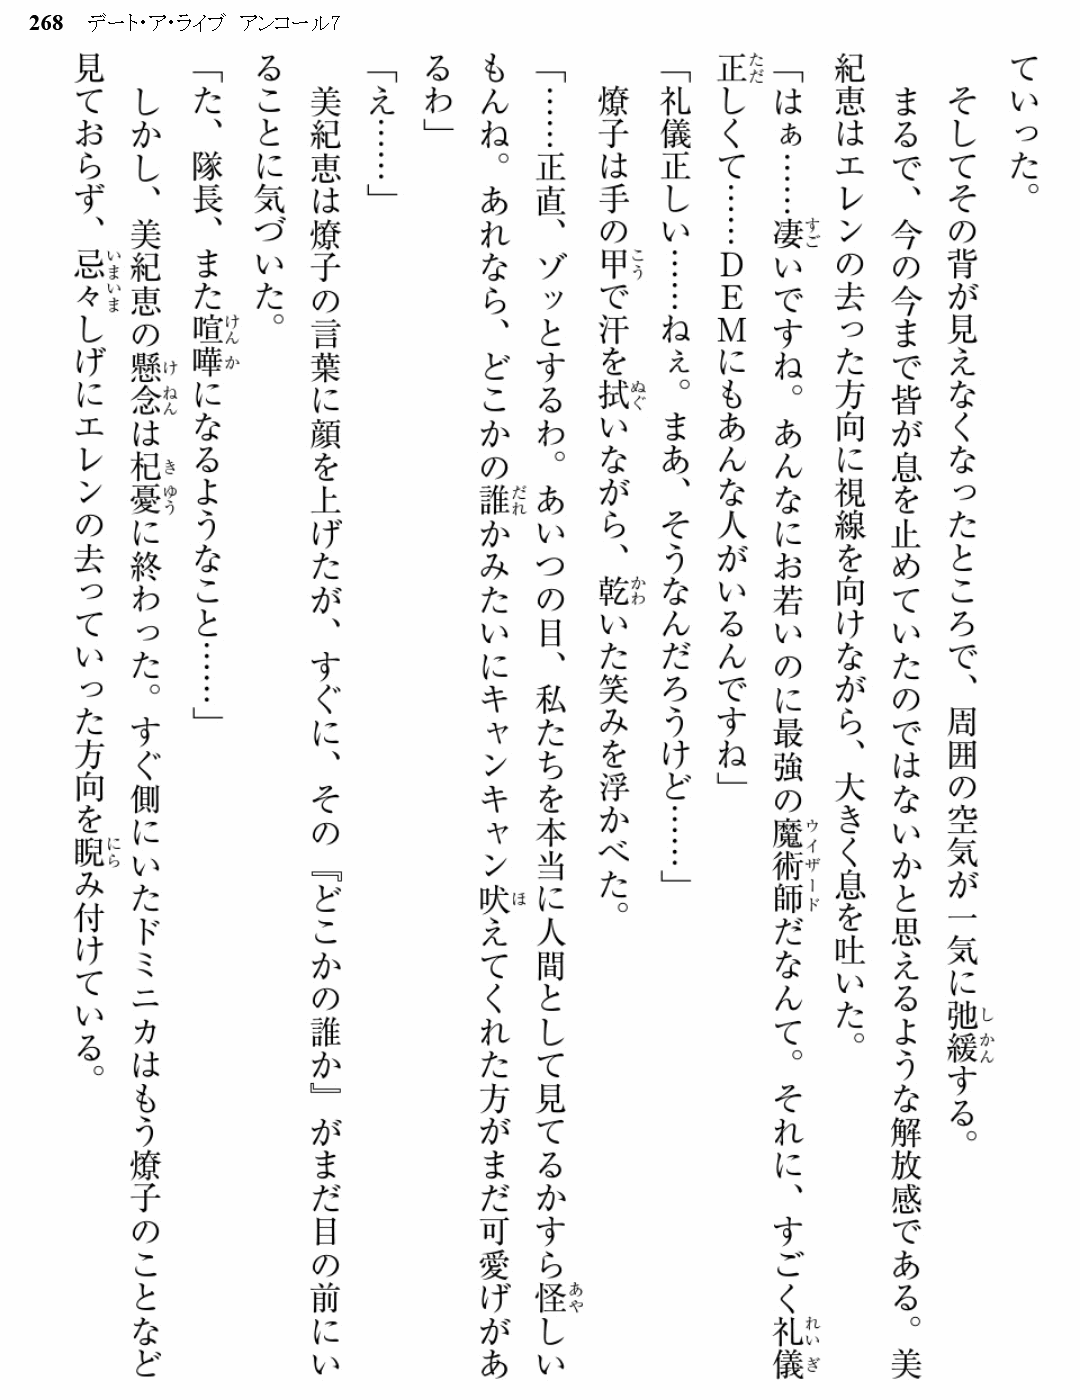 268 デート・ア・ライブ アンコール7
ていった。
そしてその背が見えなくなったところで、周囲の空気が一気に弛緩する。
まるで、今の今まで皆が息を止めていたのではないかと思えるような解放感である。美
紀恵はエレンの去った方向に視線を向けながら、大きく息を吐いた。
「はぁ……凄いですね。あんなにお若いのに最強の魔術師だなんて。それに、すごく礼儀
正しくて……DEMにもあんな人がいるんですね」
「礼儀正しい……ねぇ。まあ、そうなんだろうけど……」
燎子は手の甲で汗を拭いながら、乾いた笑みを浮かべた。
「……正直、ゾッとするわ。あいつの目、私たちを本当に人間として見てるかすら怪しい
もんね。あれなら、どこかの誰かみたいにキャンキャン吠えてくれた方がまだ可愛げがあ
るわ」
「え……」
美紀恵は燎子の言葉に顔を上げたが、すぐに、その『どこかの誰か』がまだ目の前にい
ることに気づいた。
「た、隊長、また喧嘩になるようなこと……」
しかし、美紀恵の懸念は杞憂に終わった。すぐ側にいたドミニカはもう燎子のことなど
見ておらず、忌々しげにエレンの去っていった方向を睨み付けている。